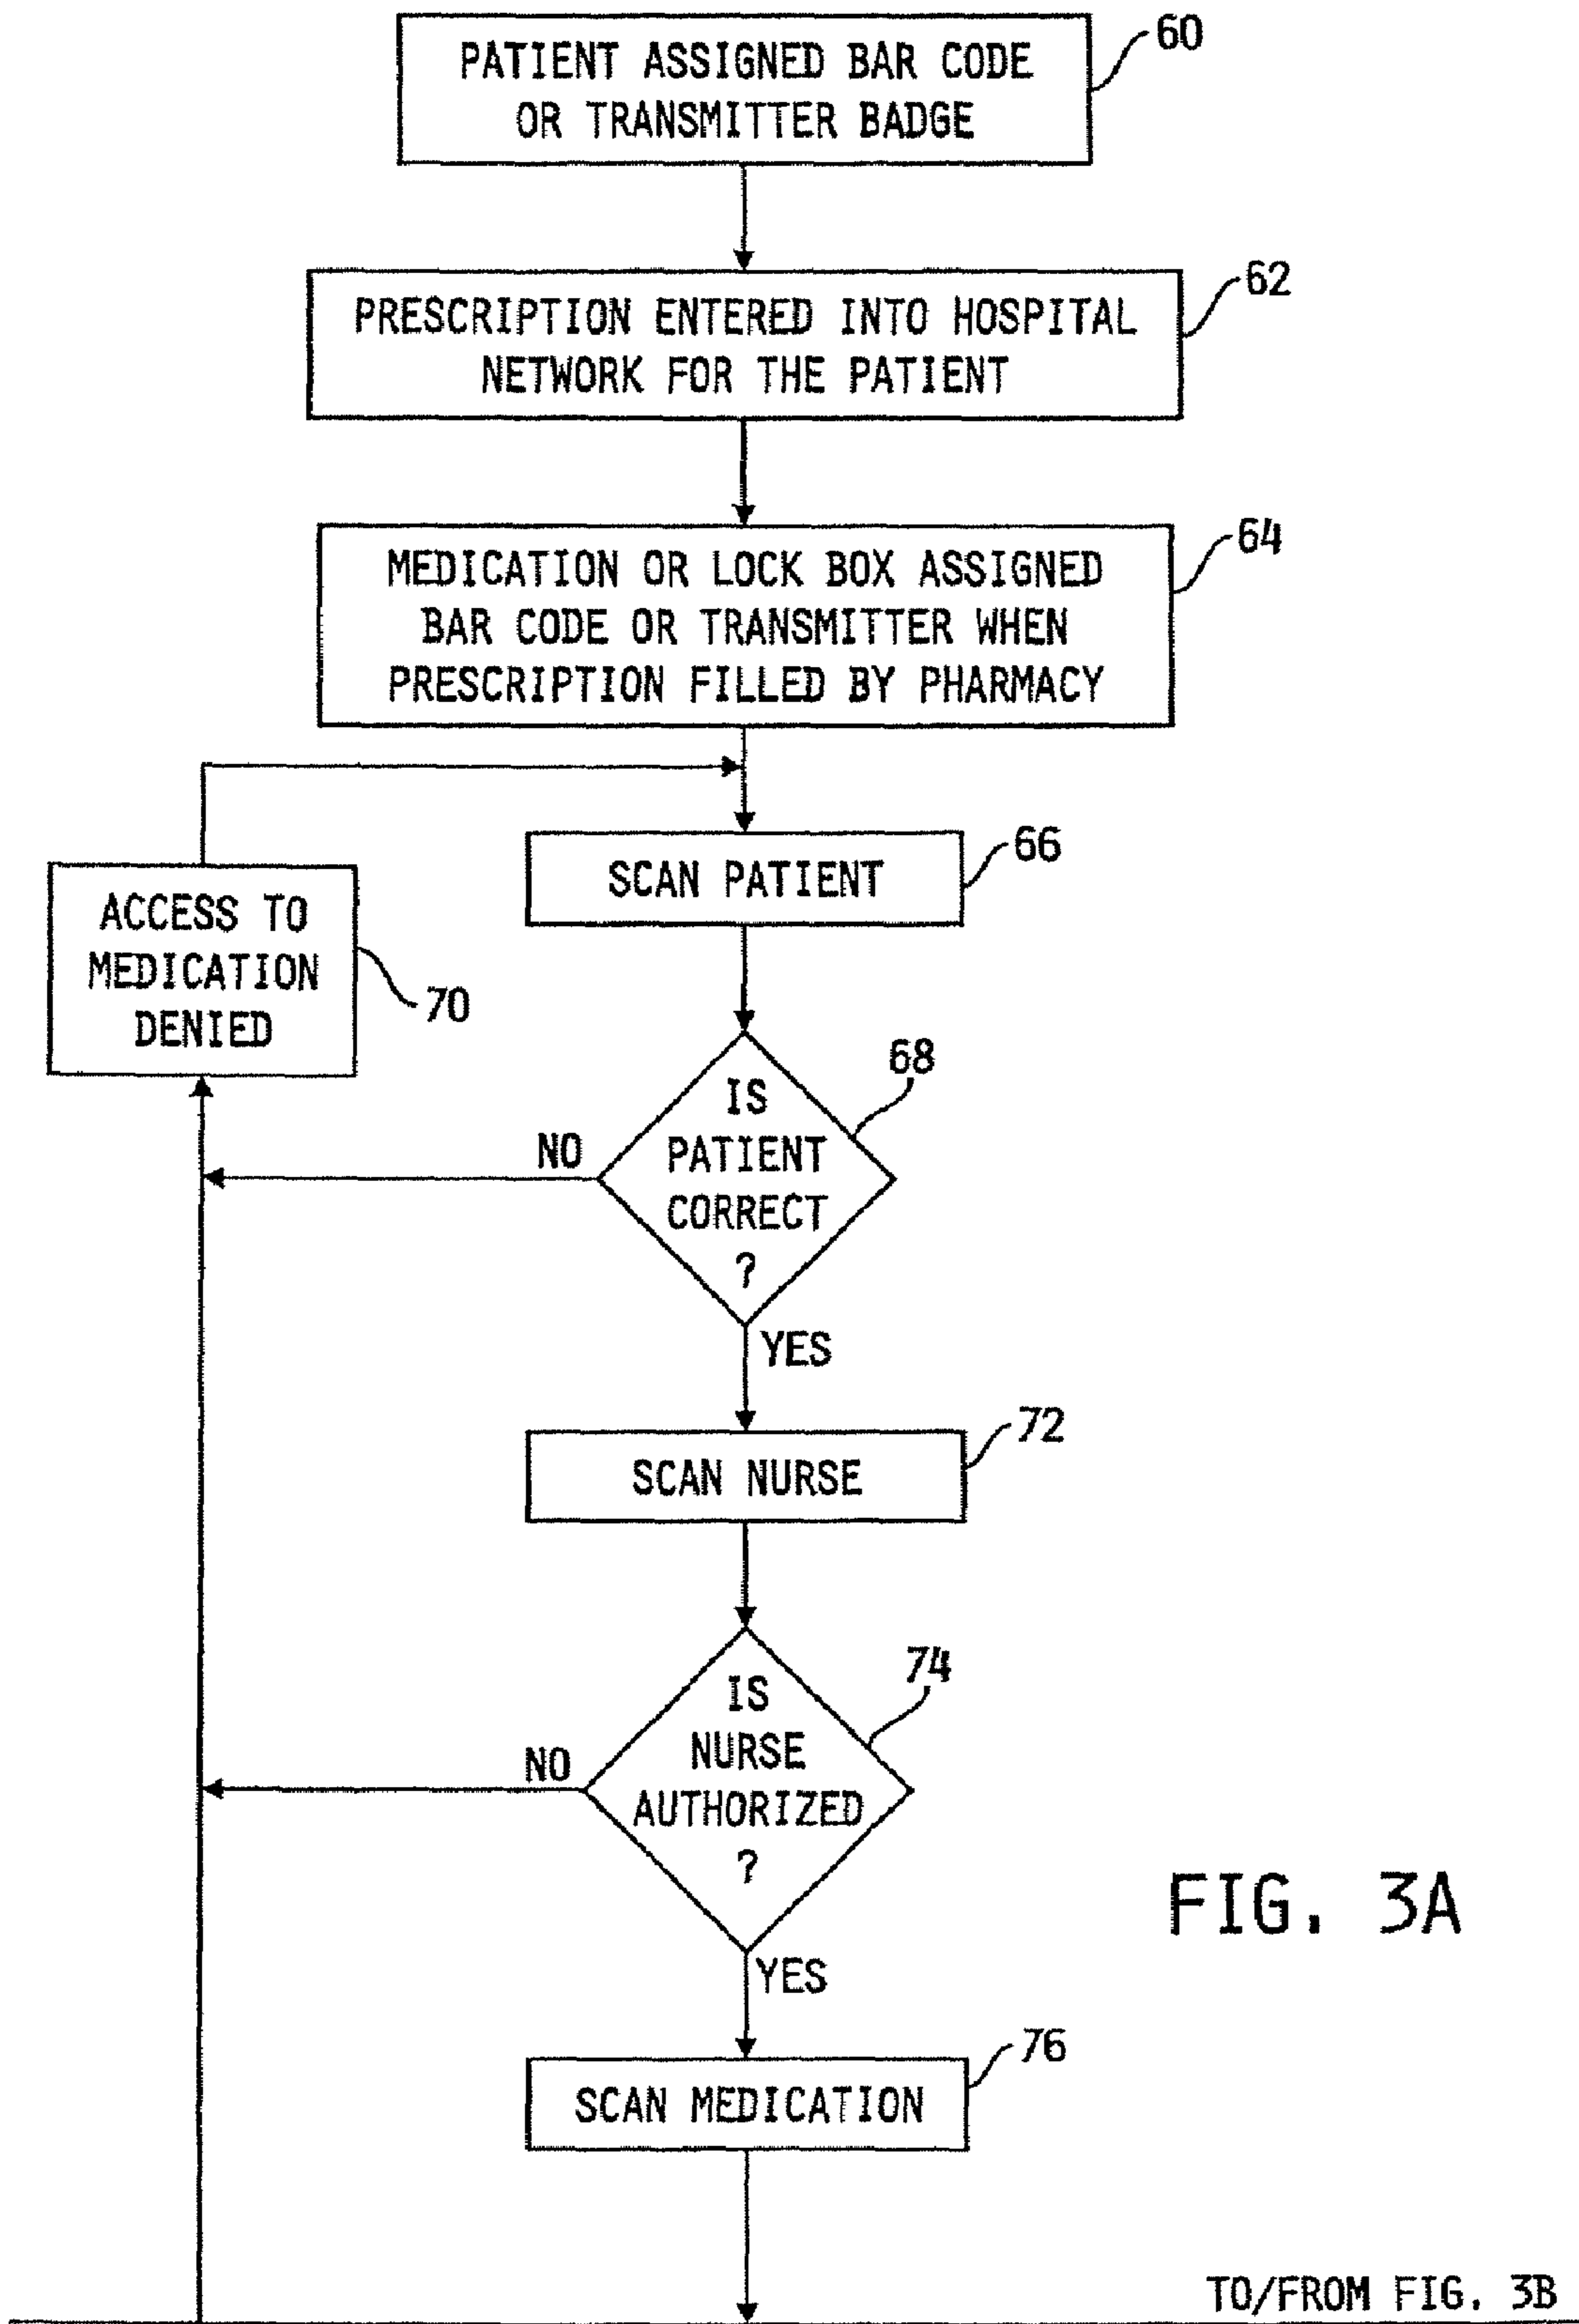 PATIENT ASSIGNED BAR CODE
OR TRANSMITTER BADGE
60
PRESCRIPTION ENTERED INTO HOSPITAL
NETWORK FOR THE PATIENT
62
MEDICATION OR LOCK BOX ASSIGNED
BAR CODE OR TRANSMITTER WHEN
PRESCRIPTION FILLED BY PHARMACY
64
SCAN PATIENT
66
ACCESS TO
MEDICATION
DENIED
70
IS
PATIENT
CORRECT
?
68
NO
YES
SCAN NURSE
72
IS
NURSE
AUTHORIZED
?
74
NO
YES
FIG. 3A
SCAN MEDICATION
76
TO/FROM FIG. 3B